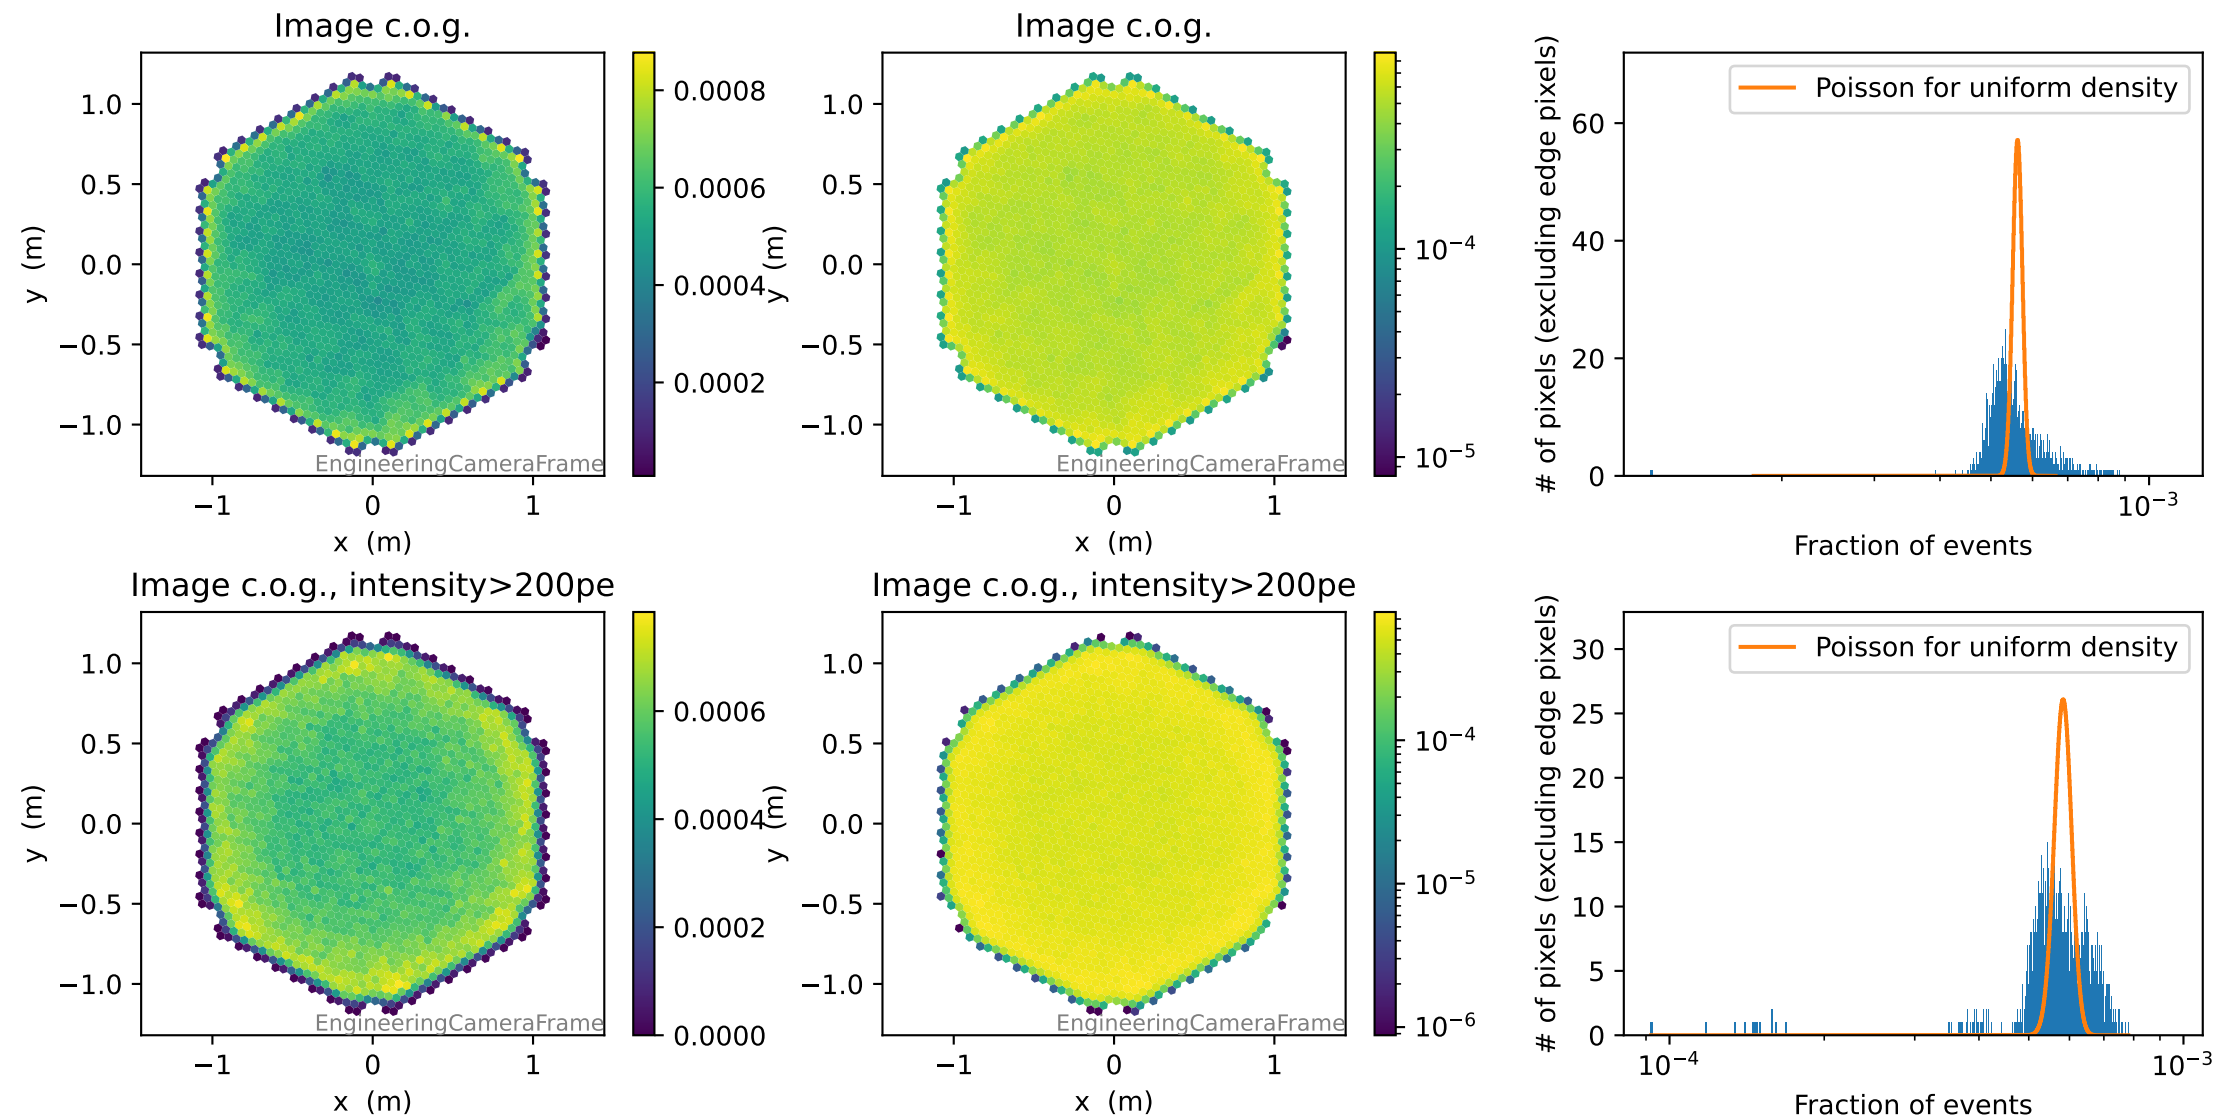 Image c.o.g.
1.0
0.5
0.0
−0.5
−1.0
y (m)
−1
0
1
x (m)
EngineeringCameraFrame
0.0008
0.0006
0.0004
0.0002
Image c.o.g.
1.0
0.5
0.0
−0.5
−1.0
y (m)
−1
0
1
x (m)
EngineeringCameraFrame
10−4
10−5
# of pixels (excluding edge pixels)
60
40
20
0
Poisson for uniform density
10−3
Fraction of events
Image c.o.g., intensity>200pe
1.0
0.5
0.0
−0.5
−1.0
y (m)
−1
0
1
x (m)
EngineeringCameraFrame
0.0006
0.0004
0.0002
0.0000
Image c.o.g., intensity>200pe
1.0
0.5
0.0
−0.5
−1.0
y (m)
−1
0
1
x (m)
EngineeringCameraFrame
10−4
10−5
10−6
# of pixels (excluding edge pixels)
30
25
20
15
10
5
0
Poisson for uniform density
10−4
10−3
Fraction of events